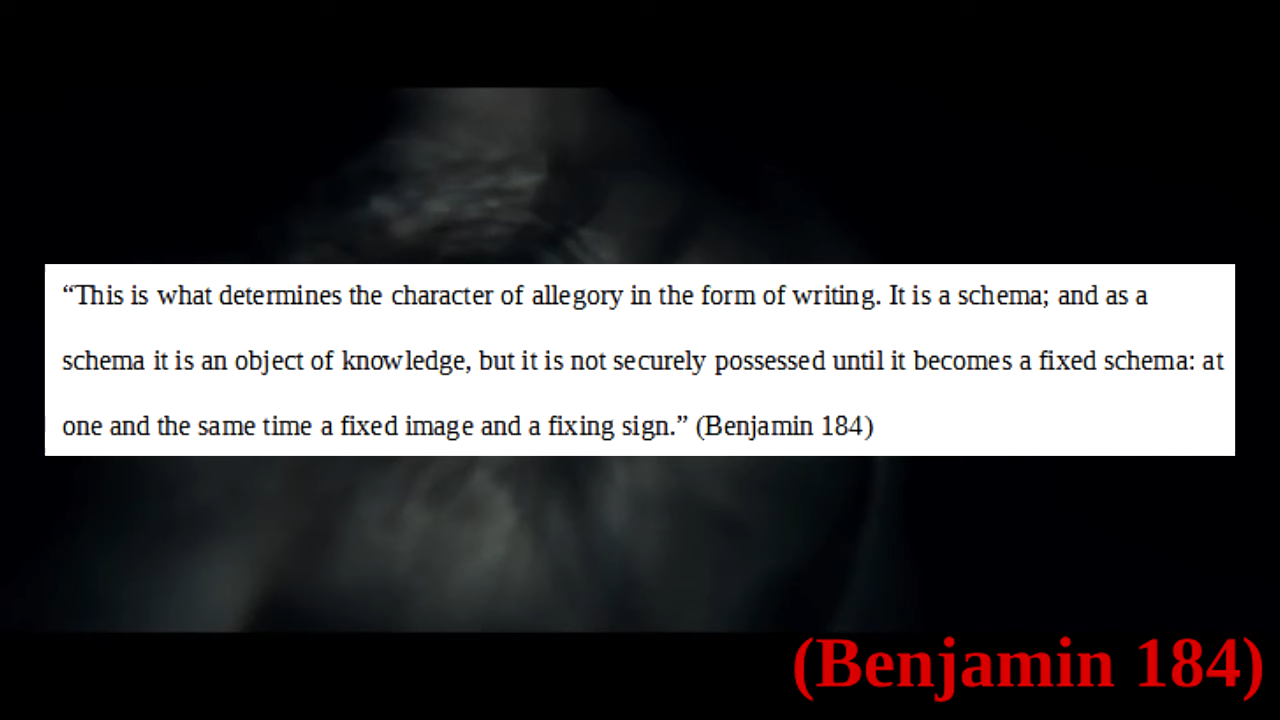 “This is what determines the character of allegory in the form of writing. It is a schema; and as a
schema it is an object of knowledge, but it is not securely possessed until it becomes a fixed schema: at
one and the same time a fixed image and a fixing sign.” (Benjamin 184)
(Benjamin 184)